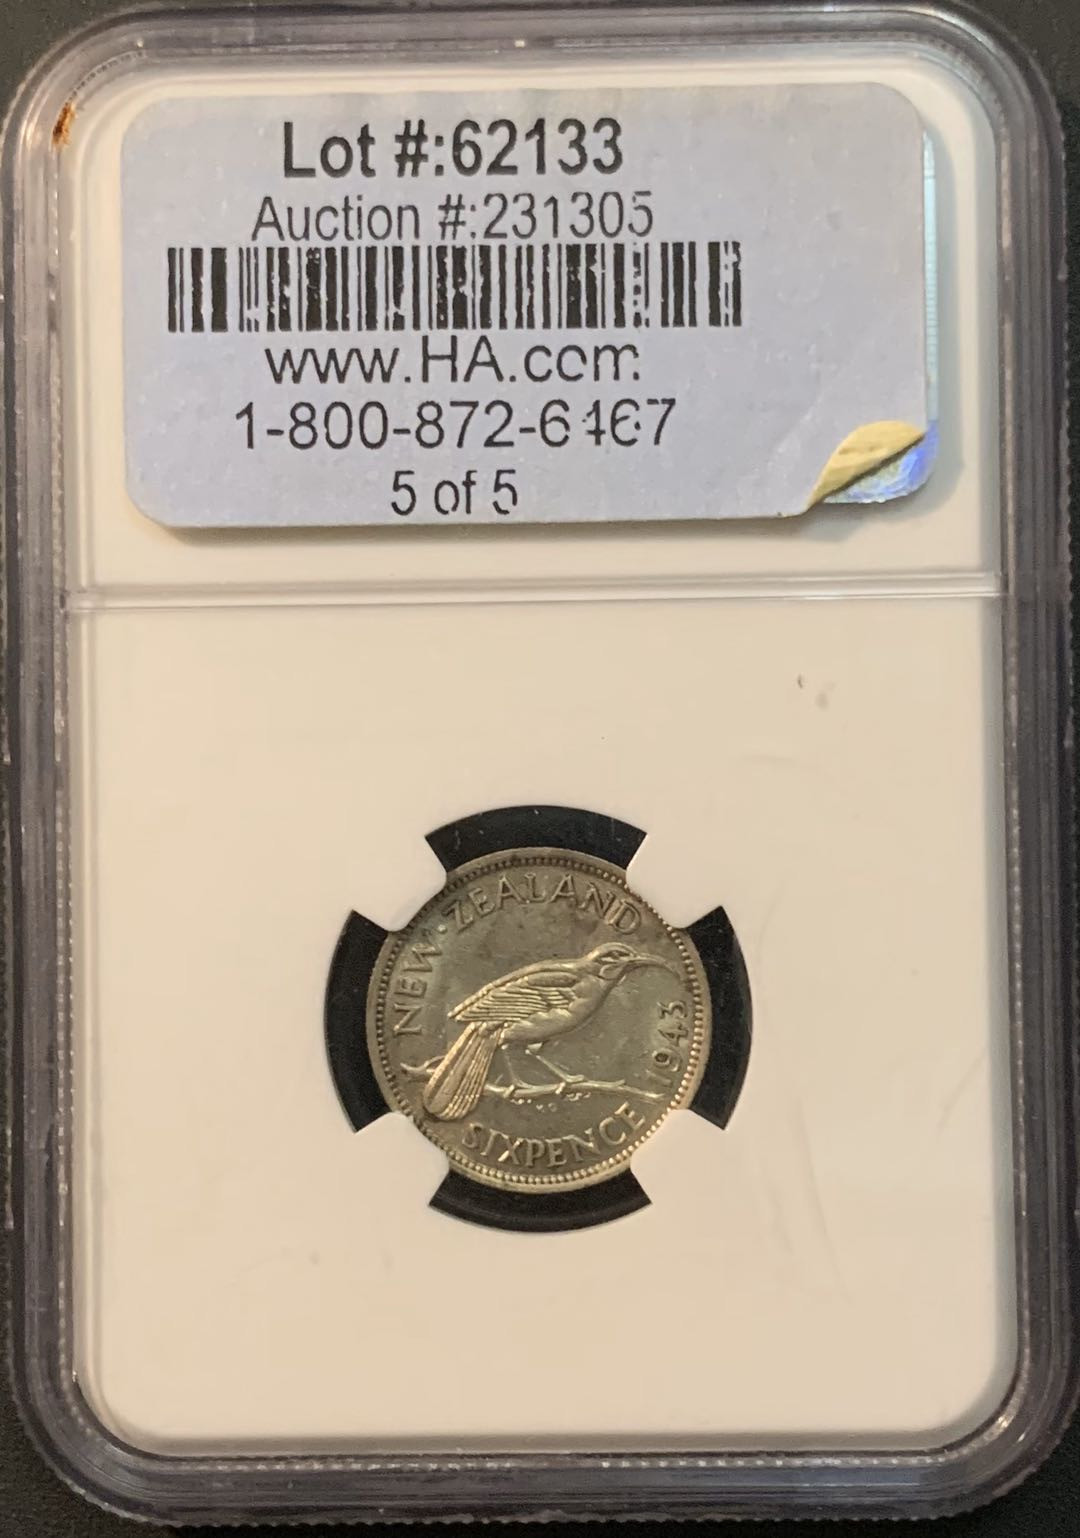 Lot #:62133
Auction #:231305
www.HA.com
1-800-872-6467
5 of 5
NEW · ZEALAND
1943
SIXPENCE